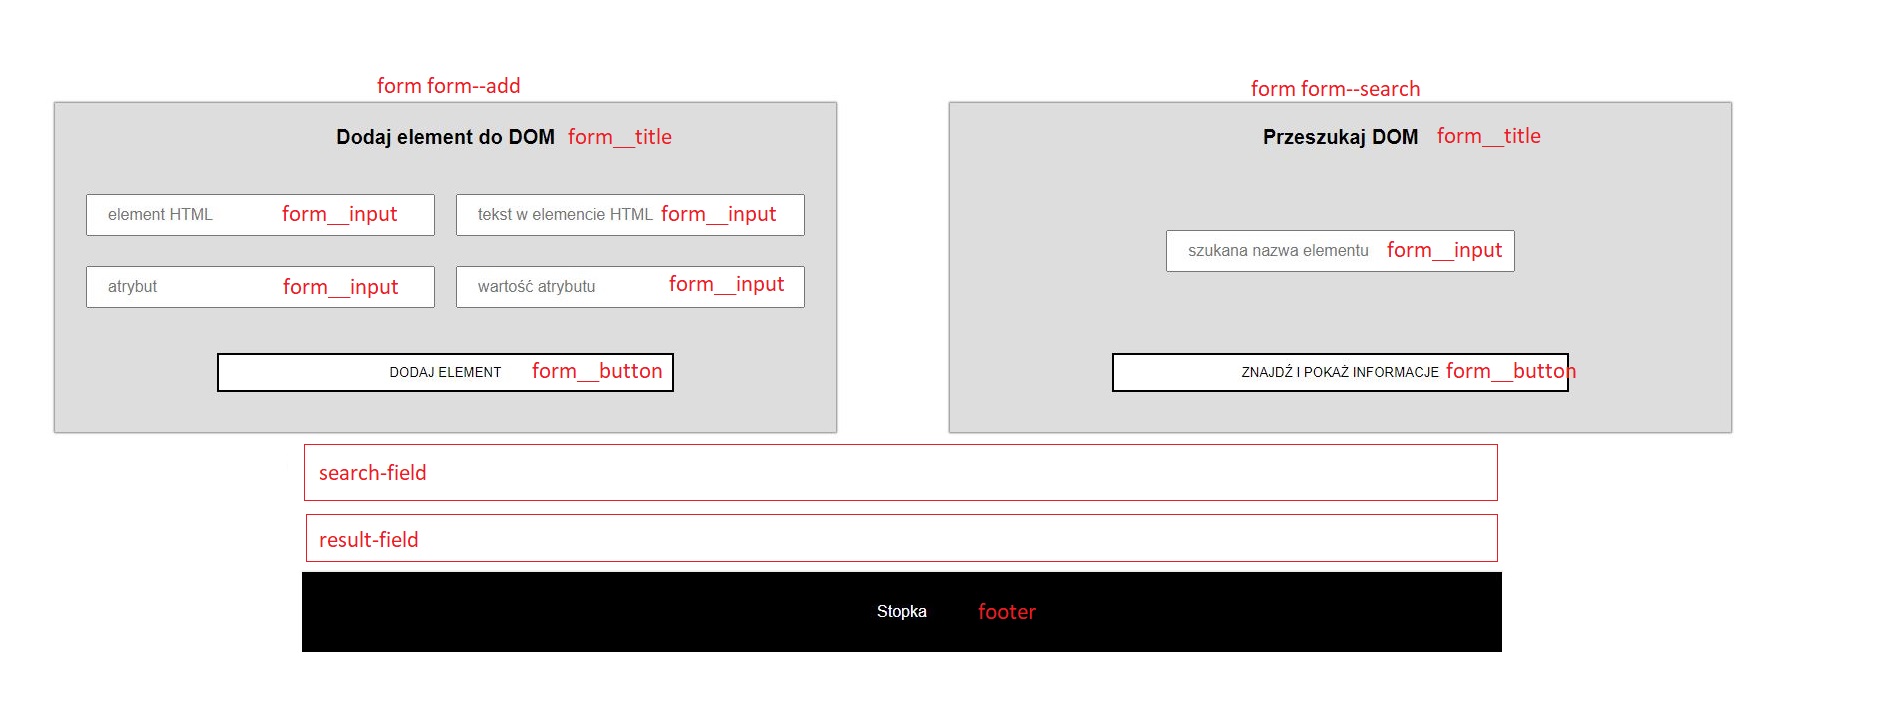 form form--add
Dodaj element do DOM form__title
element HTML form__input
tekst w elemencie HTML form__input
atrybut form__input
wartość atrybutu form__input
DODAJ ELEMENT form__button
form form--search
Przeszukaj DOM form__title
szukana nazwa elementu form__input
ZNAJDŹ I POKAŻ INFORMACJE form__button
search-field
result-field
Stopka footer